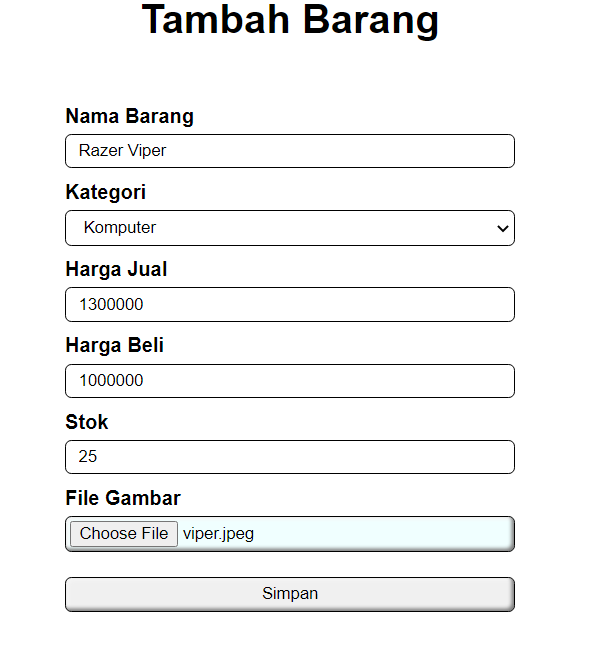 Tambah Barang
Nama Barang
Razer Viper
Kategori
Komputer
Harga Jual
1300000
Harga Beli
1000000
Stok
25
File Gambar
Choose File viper.jpeg
Simpan